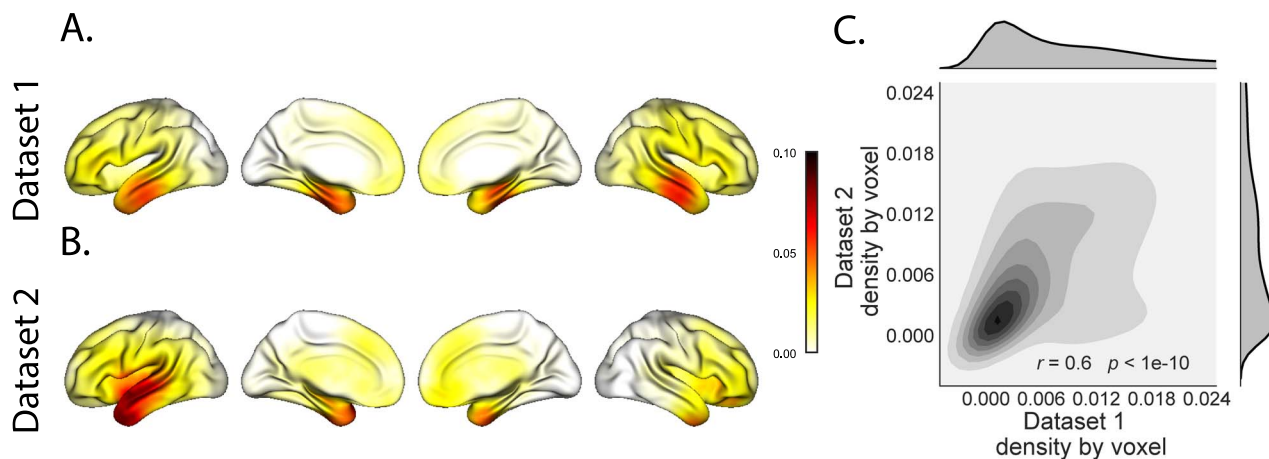 A.
Dataset 1
B.
Dataset 2
0.10
0.05
0.00
C.
Dataset 2
density by voxel
0.024
0.018
0.012
0.006
0.000
r = 0.6 p < 1e-10
0.000 0.006 0.012 0.018 0.024
Dataset 1
density by voxel